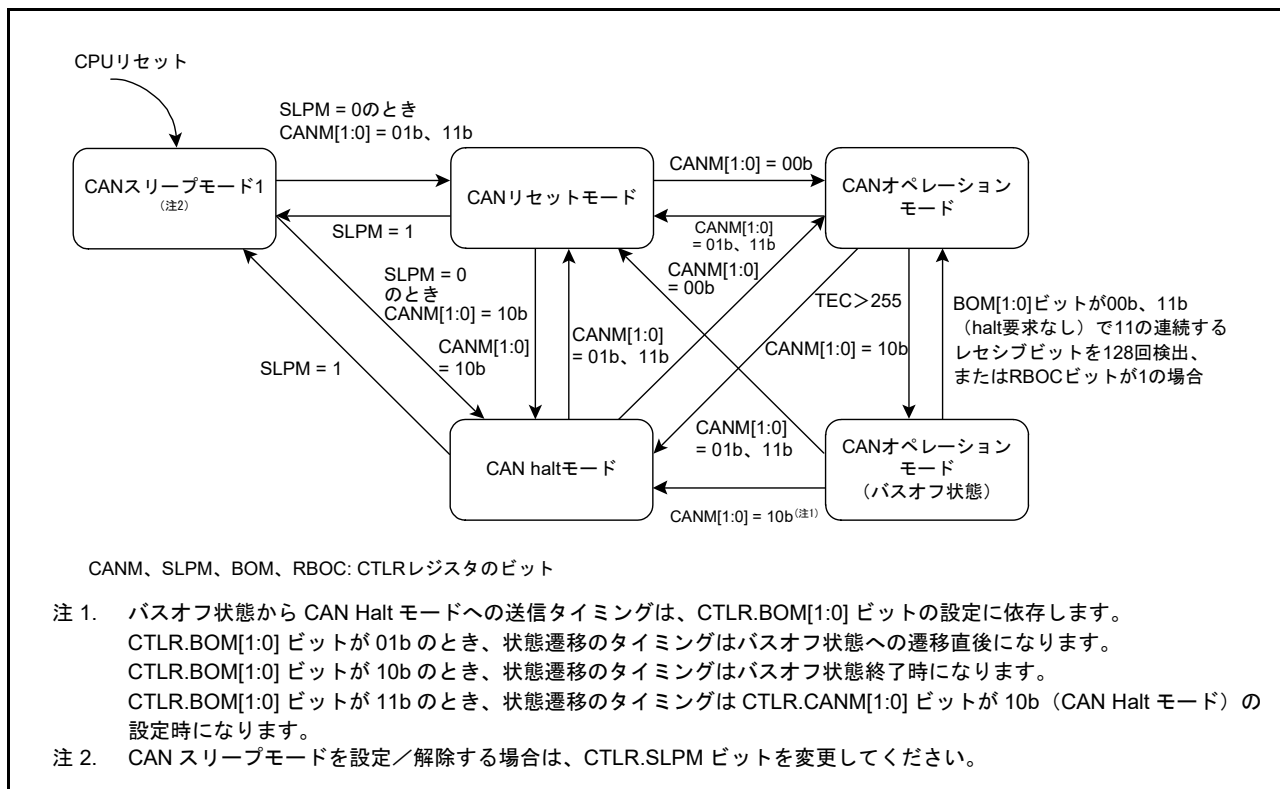 CPUリセット
SLPM = 0のとき
CANM[1:0] = 01b、11b
CANスリープモード1
(注2)
CANリセットモード
CANM[1:0] = 00b
CANオペレーション
モード
SLPM = 1
CANM[1:0]
= 01b、11b
SLPM = 0
のとき
CANM[1:0] = 10b
CANM[1:0]
= 00b
TEC＞255
BOM[1:0]ビットが00b、11b
（halt要求なし）で11の連続する
レセシブビットを128回検出、
またはRBOCビットが1の場合
CANM[1:0]
= 10b
CANM[1:0]
= 01b、11b
CANM[1:0] = 10b
SLPM = 1
CAN haltモード
CANM[1:0]
= 01b、11b
CANオペレーション
モード
（バスオフ状態）
CANM[1:0] = 10b(注1)
CANM、SLPM、BOM、RBOC: CTLRレジスタのビット
注 1. バスオフ状態から CAN Halt モードへの送信タイミングは、CTLR.BOM[1:0] ビットの設定に依存します。
CTLR.BOM[1:0] ビットが 01b のとき、状態遷移のタイミングはバスオフ状態への遷移直後になります。
CTLR.BOM[1:0] ビットが 10b のとき、状態遷移のタイミングはバスオフ状態終了時になります。
CTLR.BOM[1:0] ビットが 11b のとき、状態遷移のタイミングは CTLR.CANM[1:0] ビットが 10b（CAN Halt モード）の
設定時になります。
注 2. CAN スリープモードを設定／解除する場合は、CTLR.SLPM ビットを変更してください。